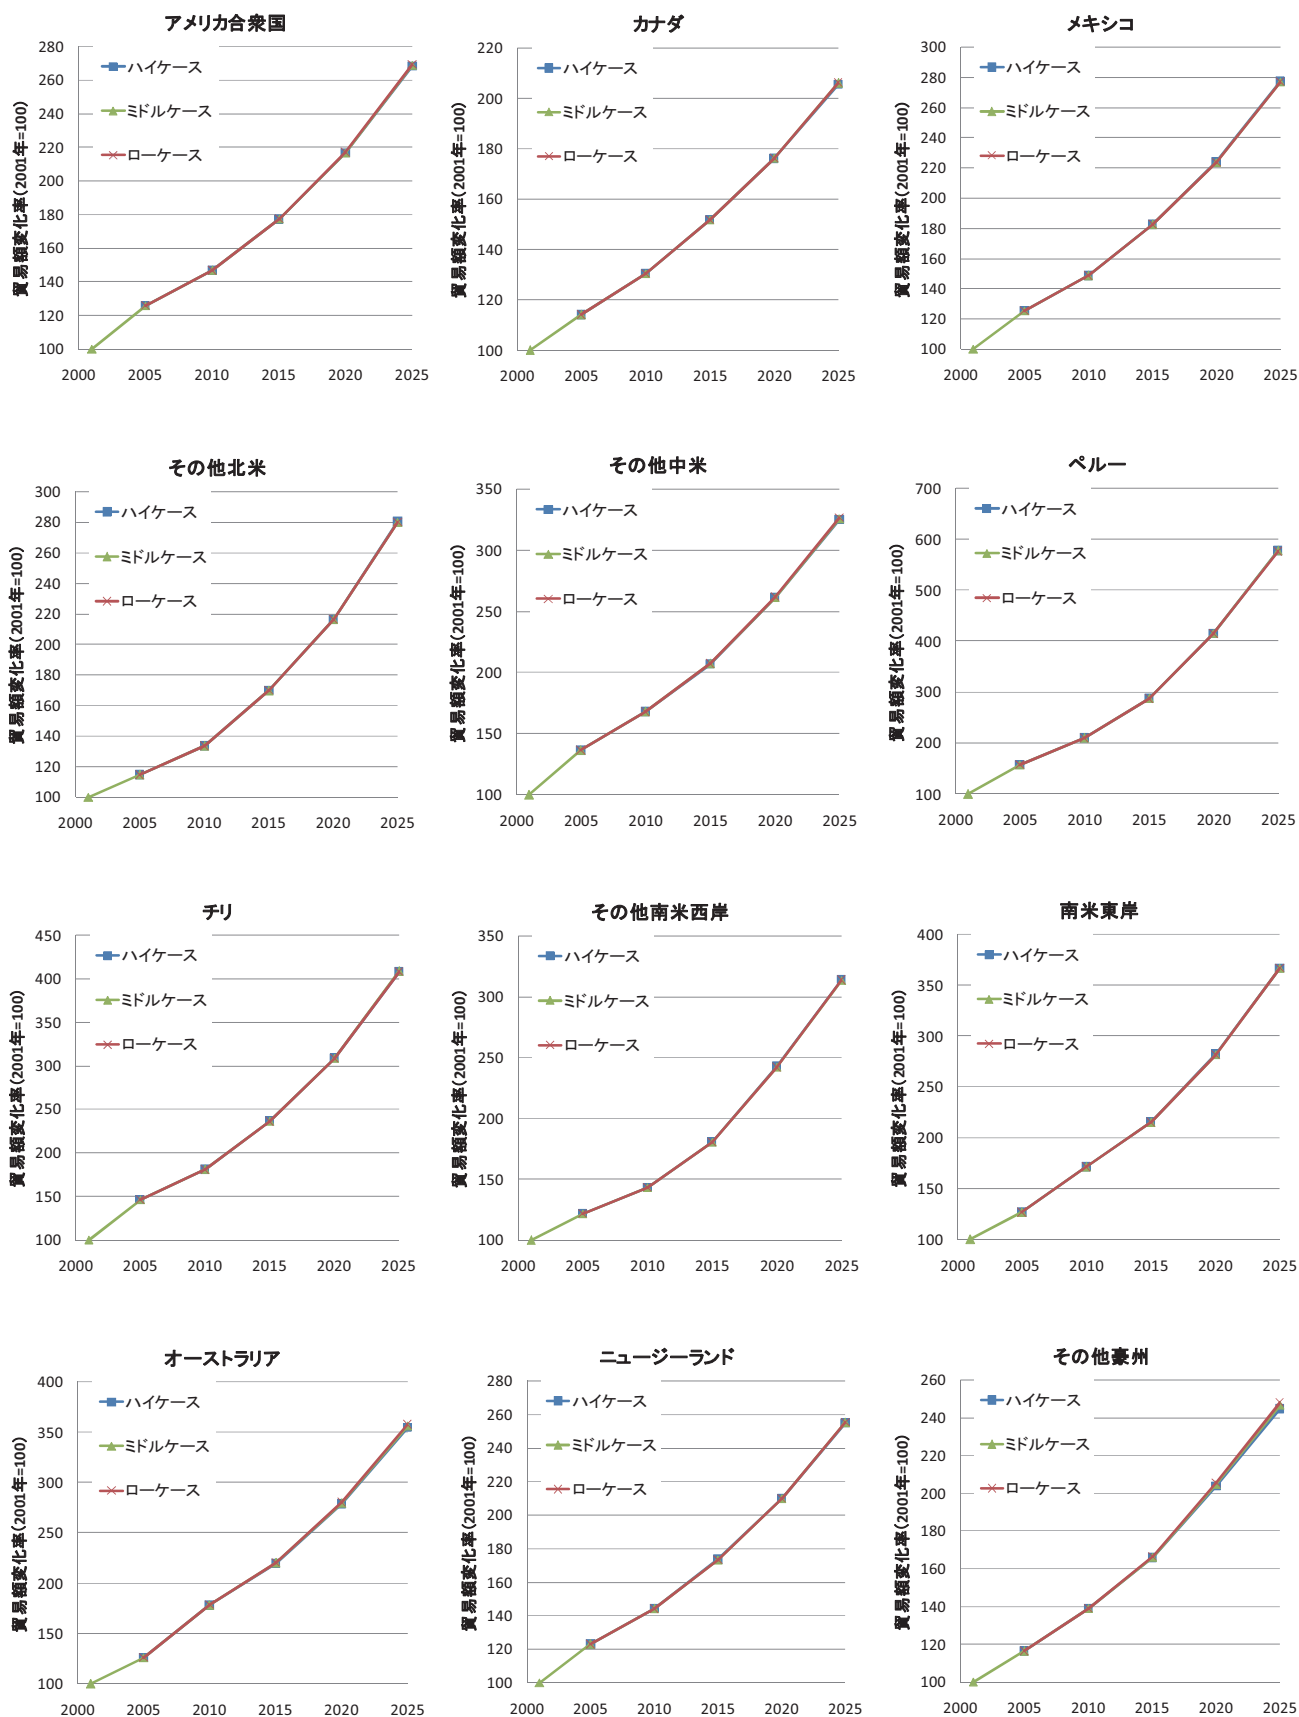 アメリカ合衆国
貿易額変化率(2001年=100)
280
260
240
220
200
180
160
140
120
100
ハイケース
ミドルケース
ローケース
2000 2005 2010 2015 2020 2025
カナダ
貿易額変化率(2001年=100)
220
200
180
160
140
120
100
ハイケース
ミドルケース
ローケース
2000 2005 2010 2015 2020 2025
メキシコ
貿易額変化率(2001年=100)
300
280
260
240
220
200
180
160
140
120
100
ハイケース
ミドルケース
ローケース
2000 2005 2010 2015 2020 2025
その他北米
貿易額変化率(2001年=100)
300
280
260
240
220
200
180
160
140
120
100
ハイケース
ミドルケース
ローケース
2000 2005 2010 2015 2020 2025
その他中米
貿易額変化率(2001年=100)
350
300
250
200
150
100
ハイケース
ミドルケース
ローケース
2000 2005 2010 2015 2020 2025
ペルー
貿易額変化率(2001年=100)
700
600
500
400
300
200
100
ハイケース
ミドルケース
ローケース
2000 2005 2010 2015 2020 2025
チリ
貿易額変化率(2001年=100)
450
400
350
300
250
200
150
100
ハイケース
ミドルケース
ローケース
2000 2005 2010 2015 2020 2025
その他南米西岸
貿易額変化率(2001年=100)
350
300
250
200
150
100
ハイケース
ミドルケース
ローケース
2000 2005 2010 2015 2020 2025
南米東岸
貿易額変化率(2001年=100)
400
350
300
250
200
150
100
ハイケース
ミドルケース
ローケース
2000 2005 2010 2015 2020 2025
オーストラリア
貿易額変化率(2001年=100)
400
350
300
250
200
150
100
ハイケース
ミドルケース
ローケース
2000 2005 2010 2015 2020 2025
ニュージーランド
貿易額変化率(2001年=100)
280
260
240
220
200
180
160
140
120
100
ハイケース
ミドルケース
ローケース
2000 2005 2010 2015 2020 2025
その他豪州
貿易額変化率(2001年=100)
260
240
220
200
180
160
140
120
100
ハイケース
ミドルケース
ローケース
2000 2005 2010 2015 2020 2025